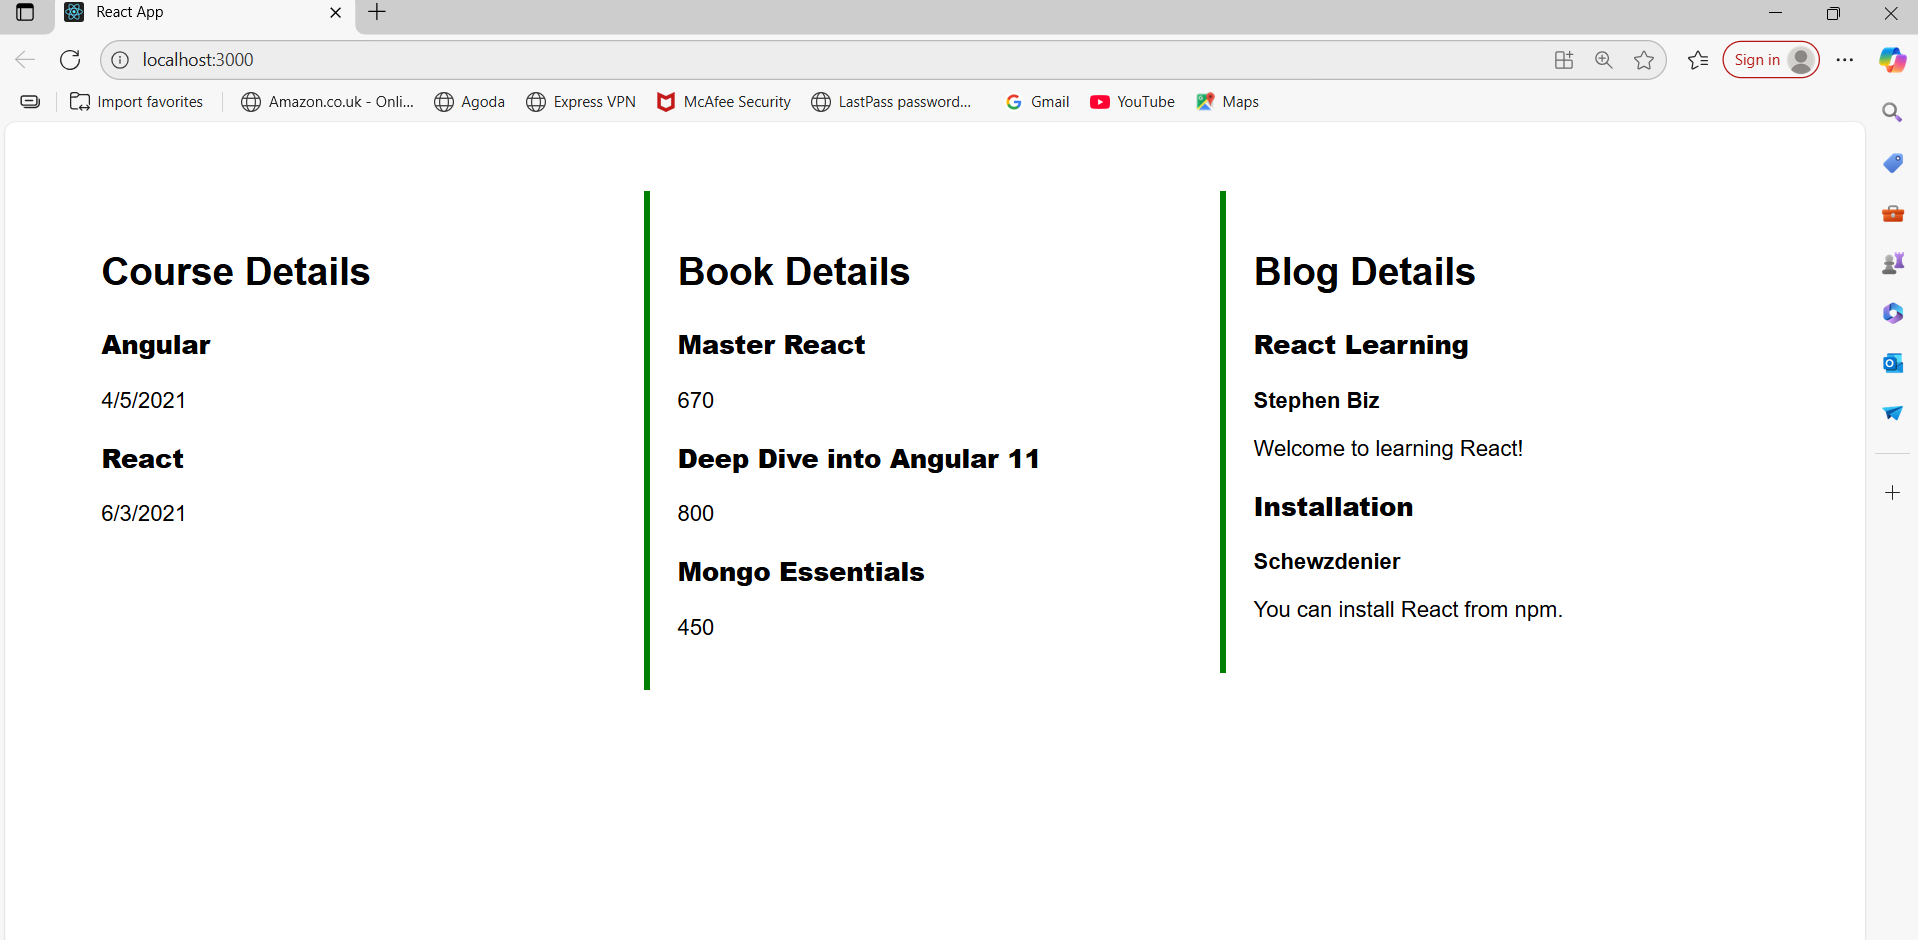 React App
localhost:3000
Sign in
Import favorites
Amazon.co.uk - Onli...
Agoda
Express VPN
McAfee Security
LastPass password...
Gmail
YouTube
Maps
Course Details
Angular
4/5/2021
React
6/3/2021
Book Details
Master React
670
Deep Dive into Angular 11
800
Mongo Essentials
450
Blog Details
React Learning
Stephen Biz
Welcome to learning React!
Installation
Schewzdenier
You can install React from npm.